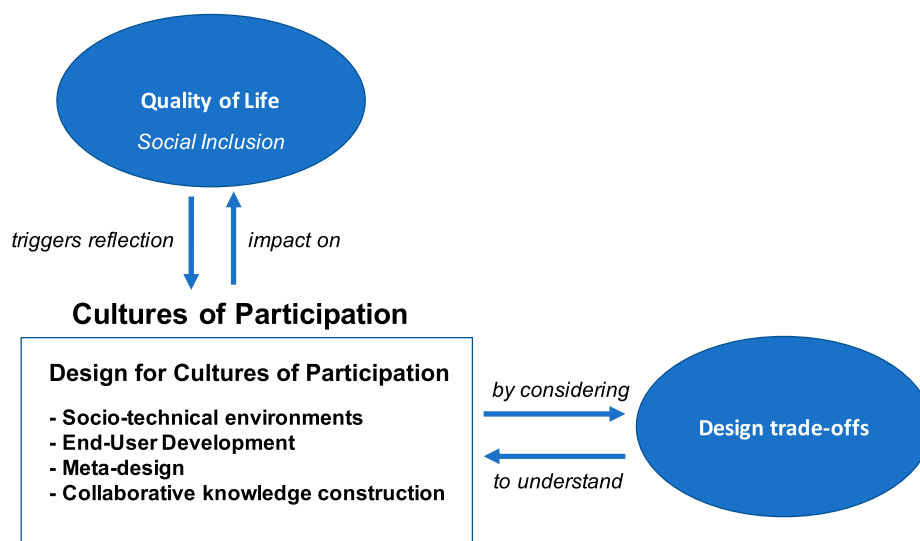 Quality of Life
Social Inclusion
triggers reflection
impact on
Cultures of Participation
Design for Cultures of Participation
- Socio-technical environments
- End-User Development
- Meta-design
- Collaborative knowledge construction
by considering
to understand
Design trade-offs